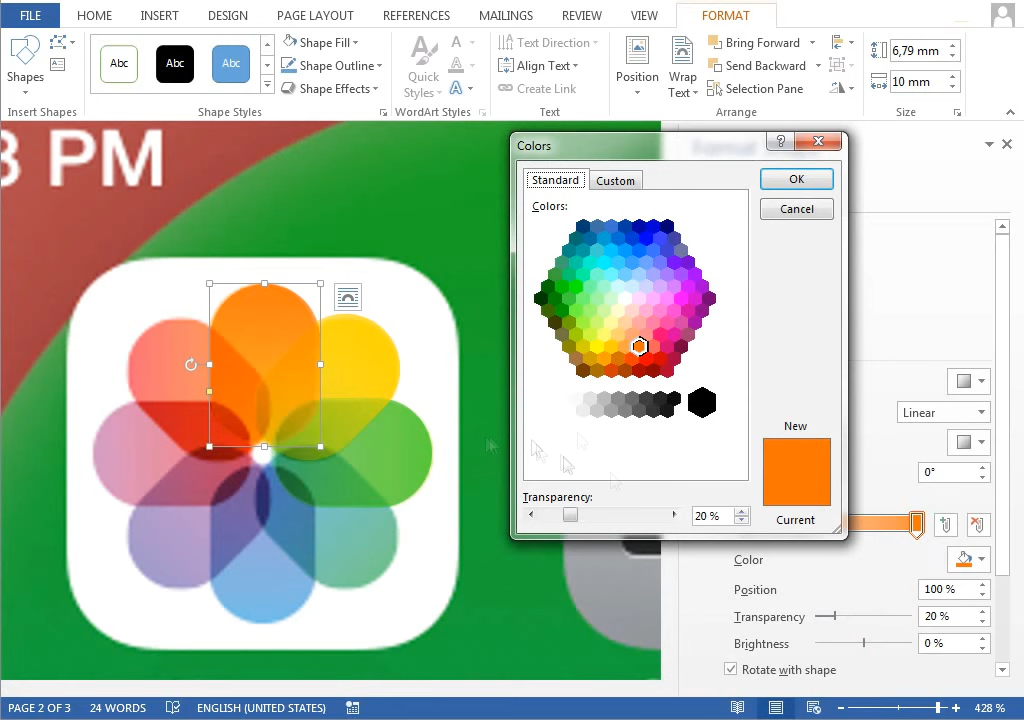 FILE HOME INSERT DESIGN PAGE LAYOUT REFERENCES MAILINGS REVIEW VIEW FORMAT
Shapes
Insert Shapes
Abc Abc Abc
Shape Fill
Shape Outline
Shape Effects
Shape Styles
Quick
Styles
A
A
A
A
WordArt Styles
Text Direction
Align Text
Create Link
Text
Position
Wrap
Text
Bring Forward
Send Backward
Selection Pane
Arrange
6,79 mm
10 mm
Size
3 PM
Colors
?
Standard Custom
OK
Cancel
Colors:
New
Current
Transparency:
20 %
Linear
0°
Color
Position 100 %
Transparency 20 %
Brightness 0 %
Rotate with shape
PAGE 2 OF 3 24 WORDS ENGLISH (UNITED STATES) 428 %